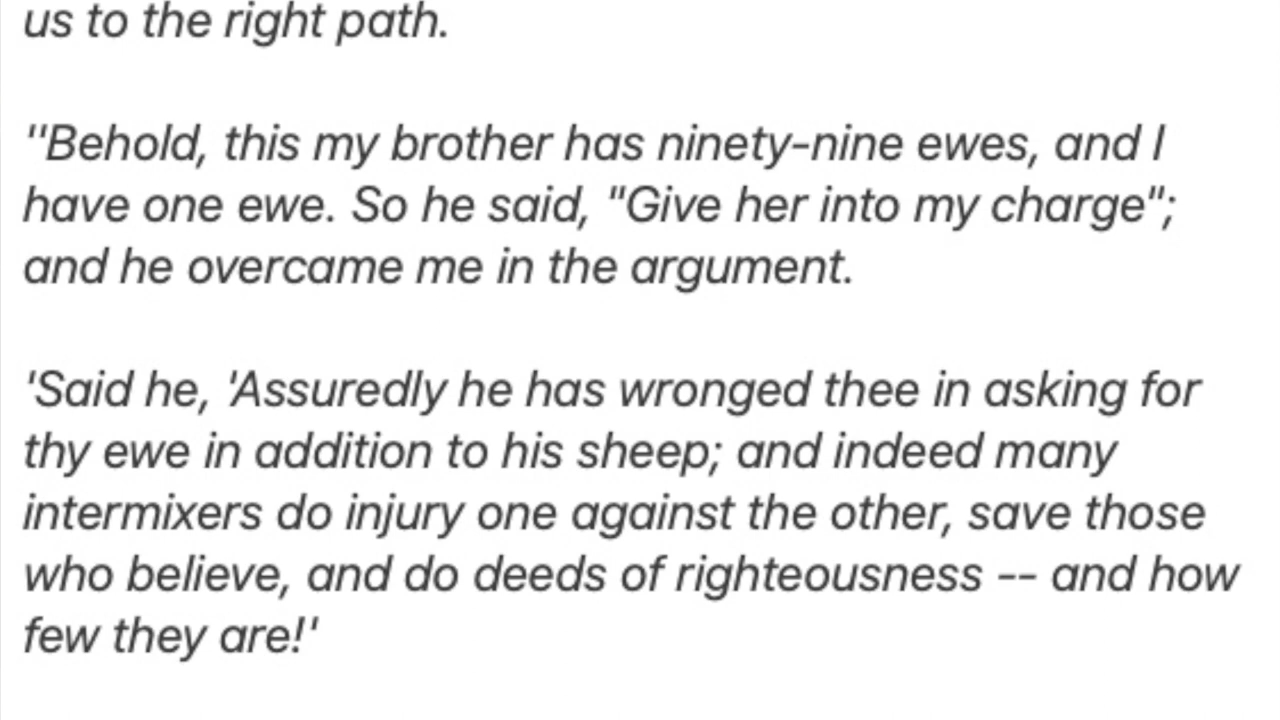 us to the right path.
"Behold, this my brother has ninety-nine ewes, and I
have one ewe. So he said, "Give her into my charge";
and he overcame me in the argument.
'Said he, 'Assuredly he has wronged thee in asking for
thy ewe in addition to his sheep; and indeed many
intermixers do injury one against the other, save those
who believe, and do deeds of righteousness -- and how
few they are!'